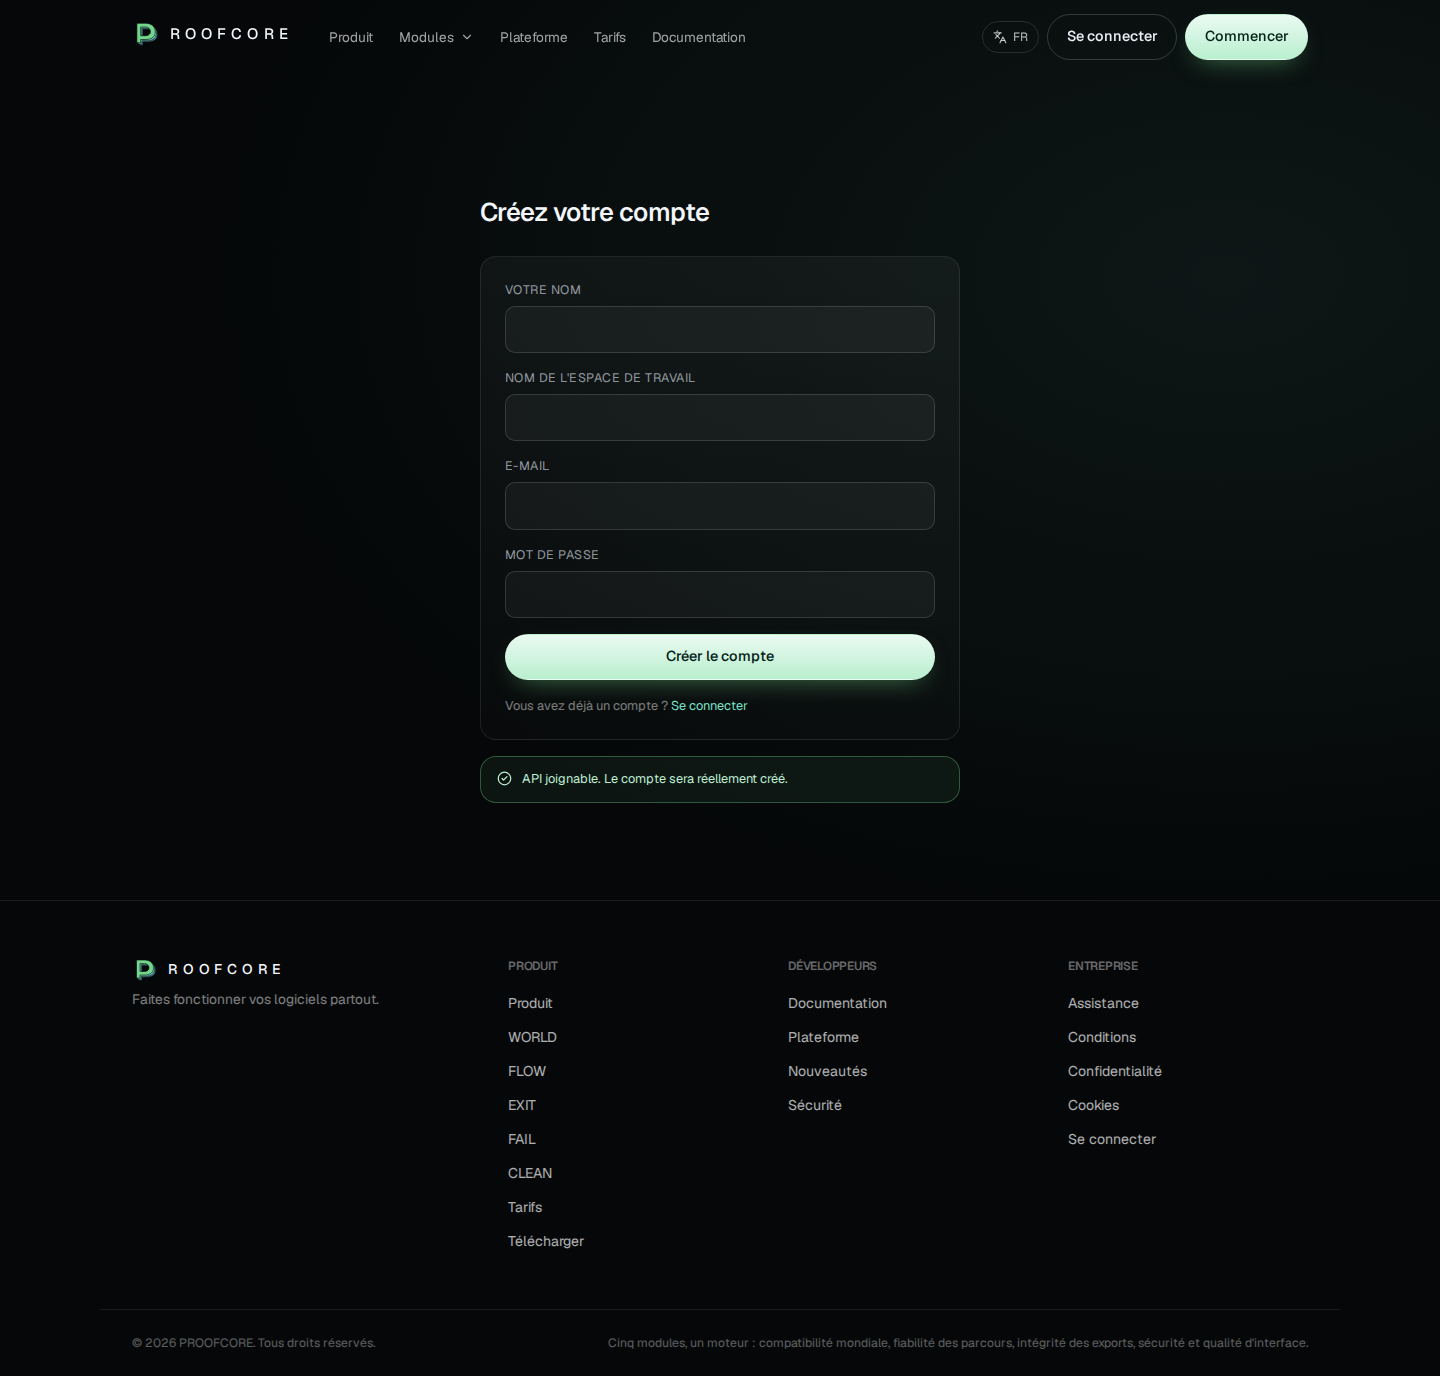 ROOFCORE
Produit
Modules
Plateforme
Tarifs
Documentation
FR
Se connecter
Commencer
Créez votre compte
VOTRE NOM
NOM DE L'ESPACE DE TRAVAIL
E-MAIL
MOT DE PASSE
Créer le compte
Vous avez déjà un compte ? Se connecter
API joignable. Le compte sera réellement créé.
ROOFCORE
Faites fonctionner vos logiciels partout.
PRODUIT
Produit
WORLD
FLOW
EXIT
FAIL
CLEAN
Tarifs
Télécharger
DÉVELOPPEURS
Documentation
Plateforme
Nouveautés
Sécurité
ENTREPRISE
Assistance
Conditions
Confidentialité
Cookies
Se connecter
© 2026 PROOFCORE. Tous droits réservés.
Cinq modules, un moteur : compatibilité mondiale, fiabilité des parcours, intégrité des exports, sécurité et qualité d'interface.